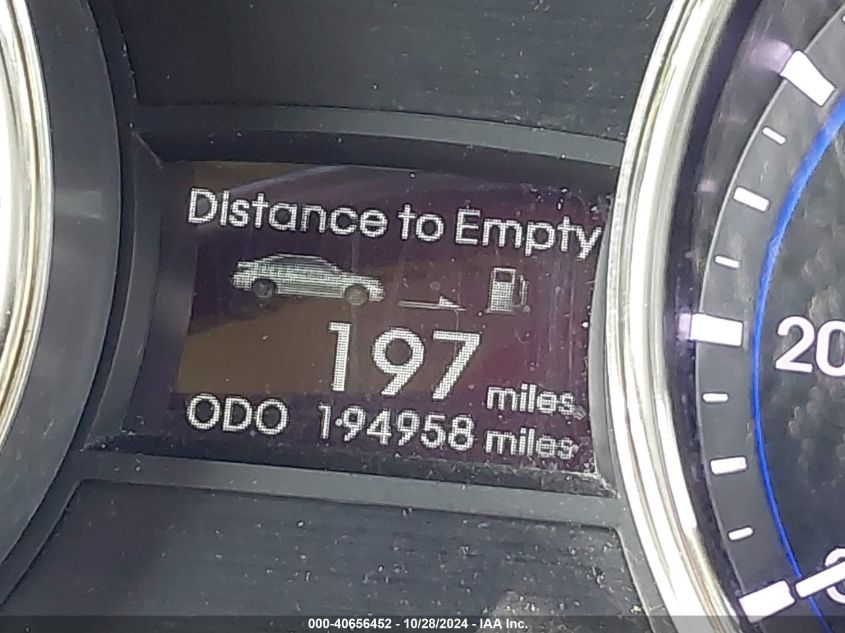 Distance to Empty
197 miles
ODO 194958 miles
20
000-40656452 - 10/28/2024 - IAA Inc.